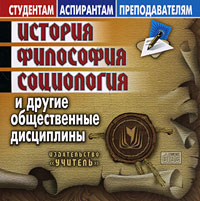 СТУДЕНТАМ АСПИРАНТАМ ПРЕПОДАВАТЕЛЯМ
ИСТОРИЯ
ФИЛОСОФИЯ
СОЦИОЛОГИЯ
и другие
общественные
дисциплины
ИЗДАТЕЛЬСТВО
"УЧИТЕЛЬ"